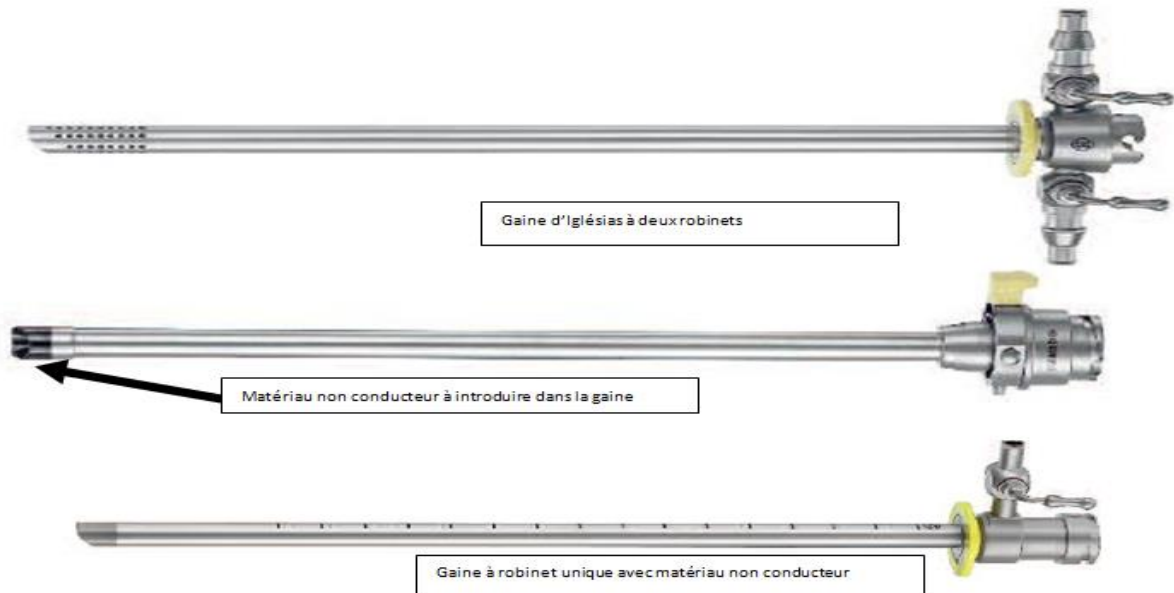 Gaine d'Iglésias à deux robinets
Matériau non conducteur à introduire dans la gaine
Gaine à robinet unique avec matériau non conducteur